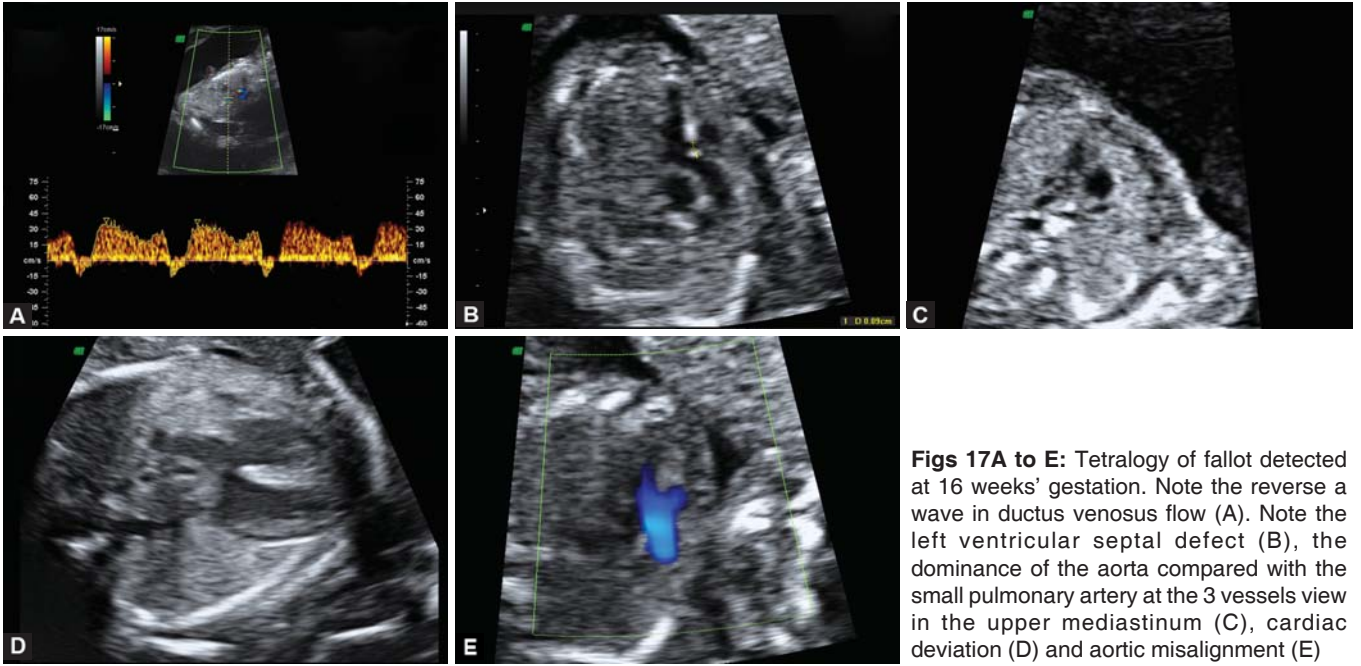 17cm/s
-17cm/s
75
60
45
30
15
cm/s
-15
-30
-45
75
60
45
30
15
cm/s
-15
-30
-45
-60
A
B
1 D 0.09cm
C
D
E
Figs 17A to E: Tetralogy of fallot detected
at 16 weeks' gestation. Note the reverse a
wave in ductus venosus flow (A). Note the
left ventricular septal defect (B), the
dominance of the aorta compared with the
small pulmonary artery at the 3 vessels view
in the upper mediastinum (C), cardiac
deviation (D) and aortic misalignment (E)